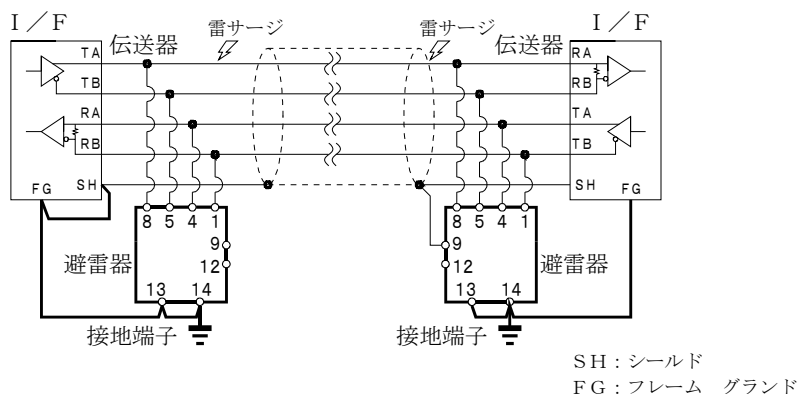 I/F
伝送器
雷サージ
雷サージ
伝送器
I/F
TA
TB
RA
RB
SH
FG
RA
RB
TA
TB
SH
FG
8 5 4 1
9
12
13 14
避雷器
接地端子
8 5 4 1
9
12
13 14
避雷器
接地端子
SH:シールド
FG:フレーム グランド